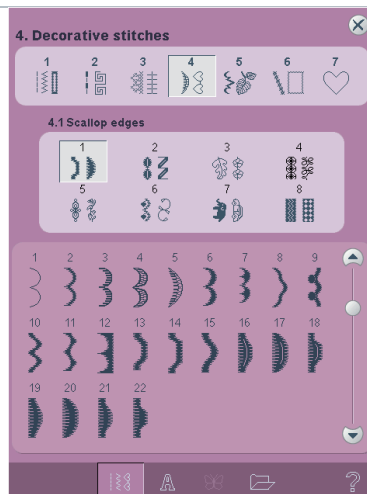 4. Decorative stitches
1 2 3 4 5 6 7
4.1 Scallop edges
1 2 3 4
5 6 7 8
1 2 3 4 5 6 7 8 9
10 11 12 13 14 15 16 17 18
19 20 21 22
A ?